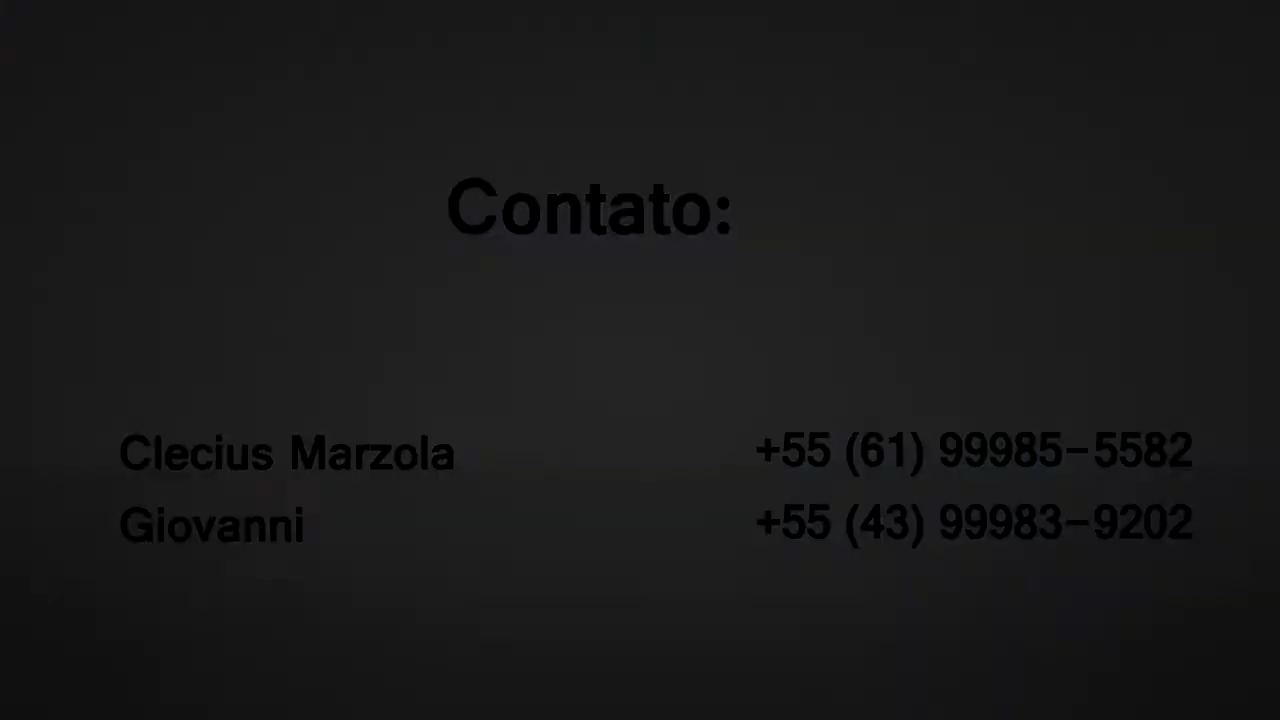 Contato:
Clecius Marzola +55 (61) 99985-5582
Giovanni +55 (43) 99983-9202